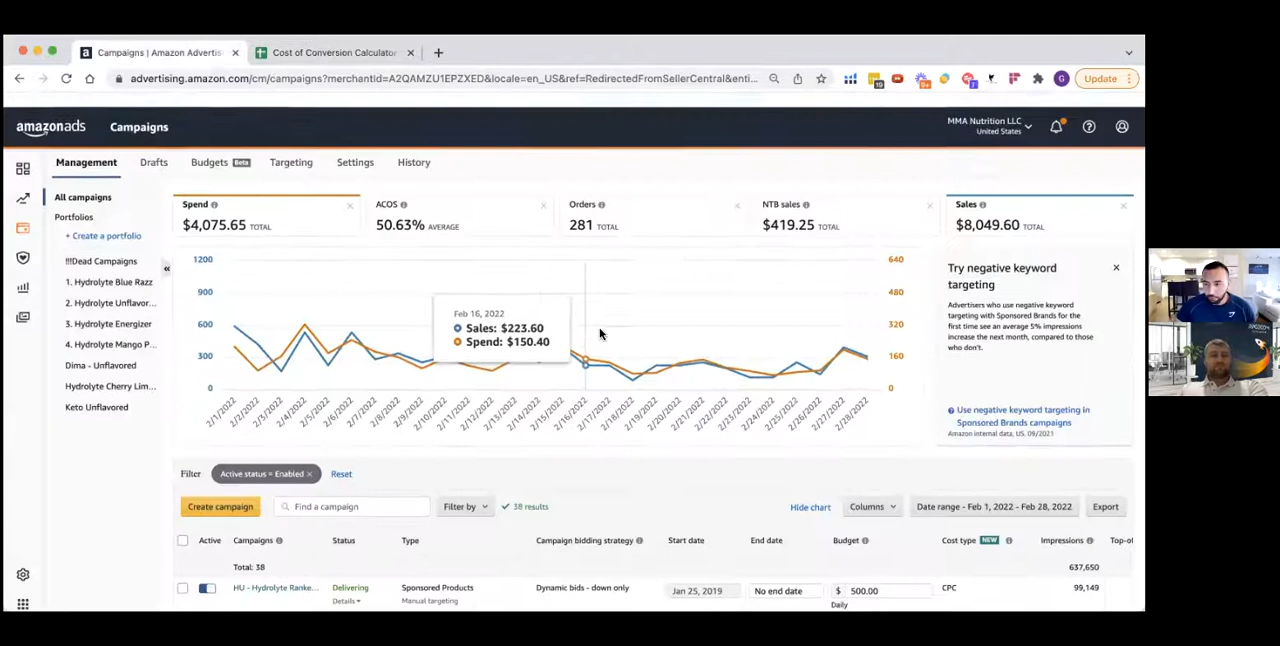 Campaigns | Amazon Advertis
Cost of Conversion Calculator
advertising.amazon.com/cm/campaigns?merchantId=A2QAMZU1EPZXED&locale=en_US&ref=RedirectedFromSellerCentral&enti...
Update
amazonads
Campaigns
MMA Nutrition LLC
United States
Management
Drafts
Budgets Beta
Targeting
Settings
History
All campaigns
Portfolios
+ Create a portfolio
!!!Dead Campaigns
1. Hydrolyte Blue Razz
2. Hydrolyte Unflavor...
3. Hydrolyte Energizer
4. Hydrolyte Mango P...
Dima - Unflavored
Hydrolyte Cherry Lim...
Keto Unflavored
Spend
$4,075.65 TOTAL
ACOS
50.63% AVERAGE
Orders
281 TOTAL
NTB sales
$419.25 TOTAL
Sales
$8,049.60 TOTAL
1200
900
600
300
0
640
480
320
160
0
Feb 16, 2022
Sales: $223.60
Spend: $150.40
2/1/2022
2/2/2022
2/3/2022
2/4/2022
2/5/2022
2/6/2022
2/7/2022
2/8/2022
2/9/2022
2/10/2022
2/11/2022
2/12/2022
2/13/2022
2/14/2022
2/15/2022
2/16/2022
2/17/2022
2/18/2022
2/19/2022
2/20/2022
2/21/2022
2/22/2022
2/23/2022
2/24/2022
2/25/2022
2/26/2022
2/27/2022
2/28/2022
Try negative keyword
targeting
Advertisers who use negative keyword
targeting with Sponsored Brands for the
first time see an average 5% impressions
increase the next month, compared to
those who don't.
Use negative keyword targeting in
Sponsored Brands campaigns
Amazon internal data, US, 09/2021
Filter
Active status = Enabled
Reset
Create campaign
Find a campaign
Filter by
38 results
Hide chart
Columns
Date range - Feb 1, 2022 - Feb 28, 2022
Export
Active
Campaigns
Status
Type
Campaign bidding strategy
Start date
End date
Budget
Cost type NEW
Impressions
Top-of
Total: 38
637,650
HU - Hydrolyte Ranke...
Delivering
Details
Sponsored Products
Manual targeting
Dynamic bids - down only
Jan 25, 2019
No end date
$ 500.00
Daily
CPC
99,149